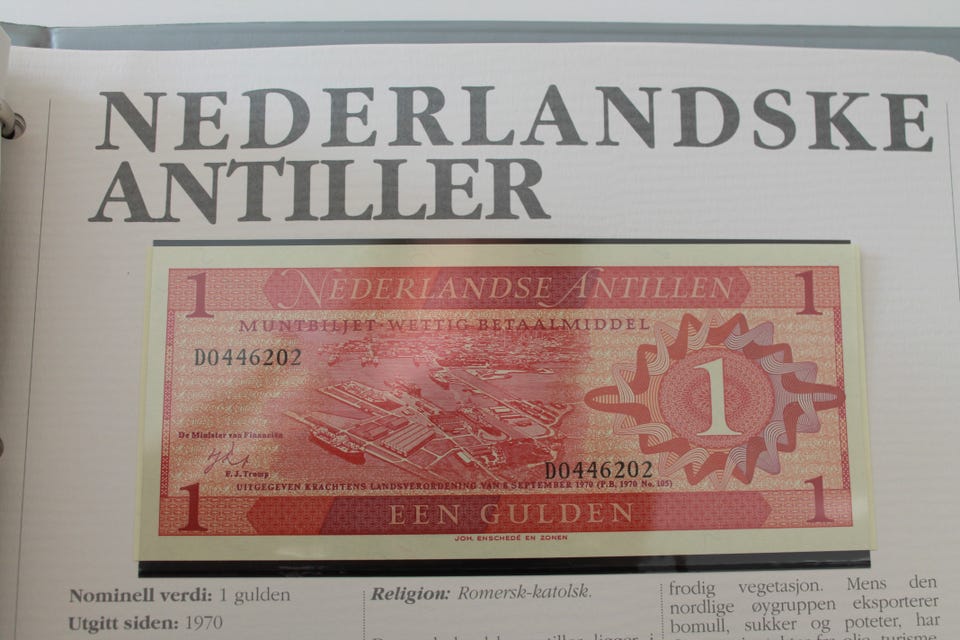 NEDERLANDSKE
ANTILLER
1 NEDERLANDSE ANTILLEN 1
MUNTBILJET·WETTIG BETAALMIDDEL
D0446202
1
De Minister van Financiën
D0446202
UITGEGEVEN KRACHTENS LANDSVERORDENING VAN 8 SEPTEMBER 1970 (P.B. 1970 No. 105)
1 EEN GULDEN 1
JOH. ENSCHEDÉ EN ZONEN
Nominell verdi: 1 gulden
Utgitt siden: 1970
Religion: Romersk-katolsk.
frodig vegetasjon. Mens den
nordlige øygruppen eksporterer
bomull, sukker og poteter, har